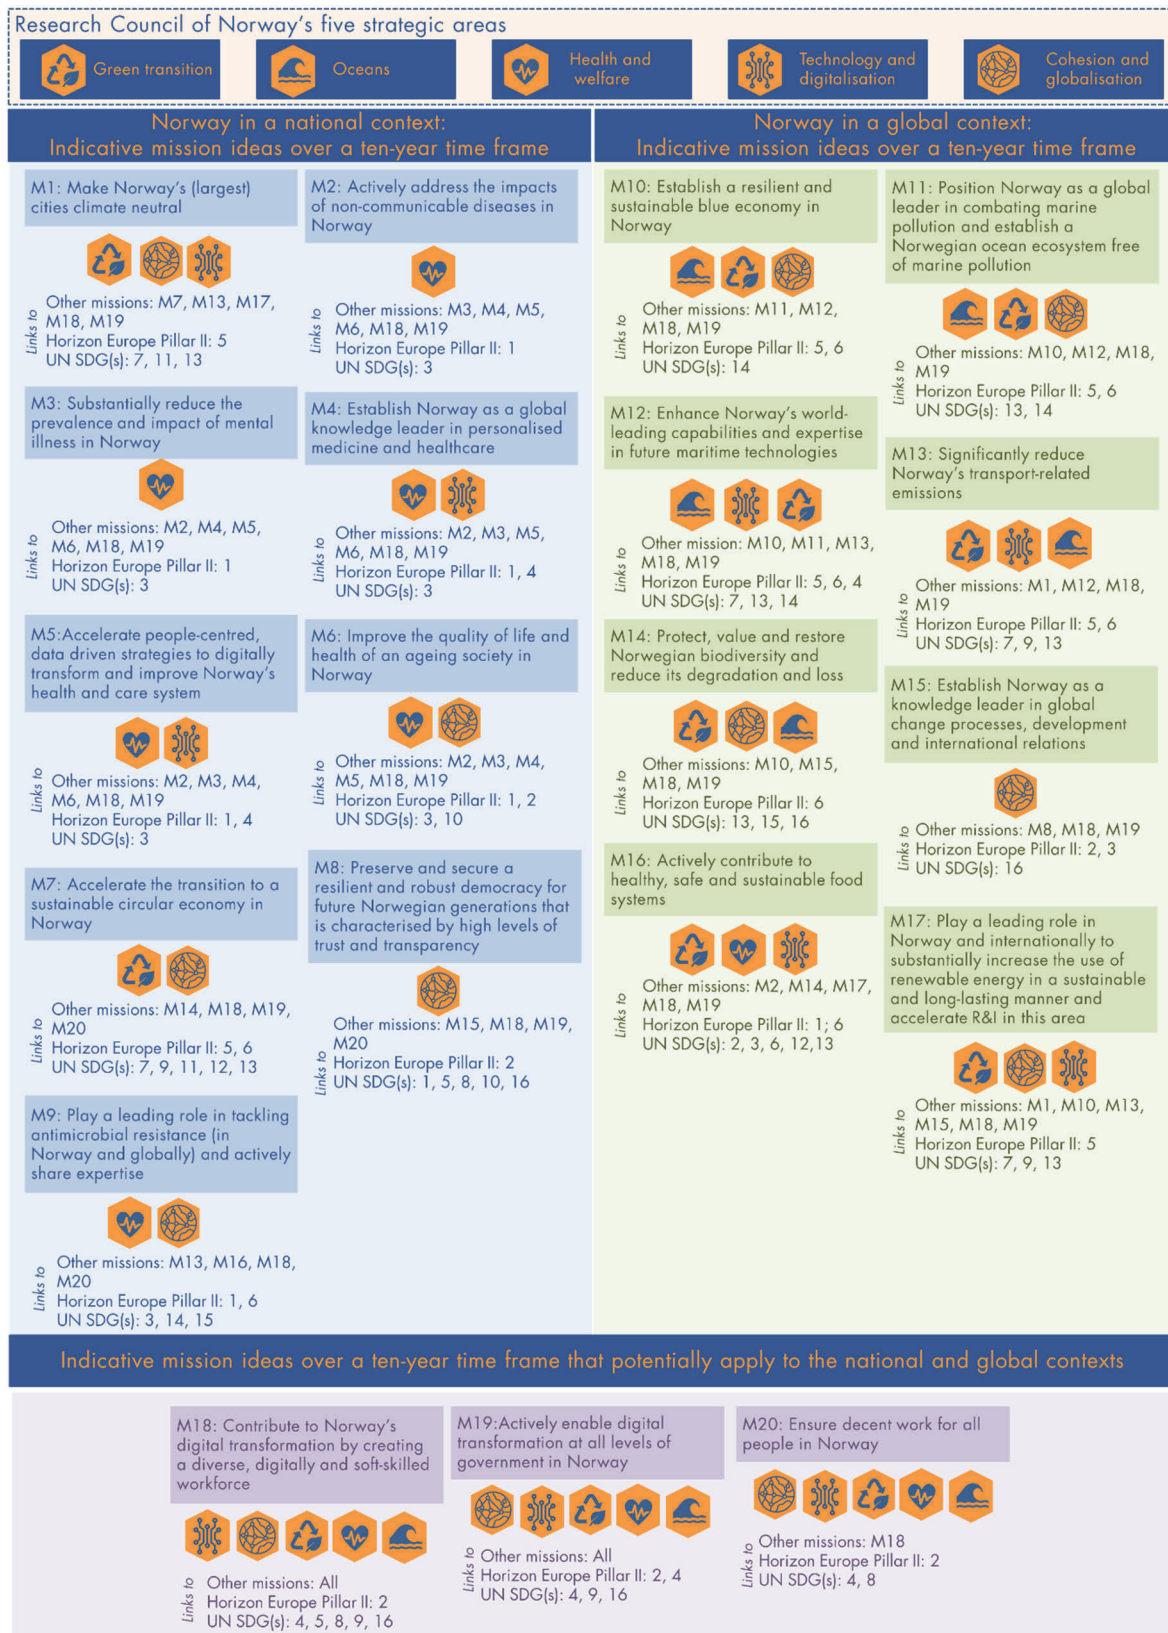 Research Council of Norway's five strategic areas
Green transition
Oceans
Health and
welfare
Technology and
digitalisation
Cohesion and
globalisation
Norway in a national context:
Indicative mission ideas over a ten-year time frame
M1: Make Norway's (largest)
cities climate neutral
Links to
Other missions: M7, M13, M17,
M18, M19
Horizon Europe Pillar II: 5
UN SDG(s): 7, 11, 13
M2: Actively address the impacts
of non-communicable diseases in
Norway
Links to
Other missions: M3, M4, M5,
M6, M18, M19
Horizon Europe Pillar II: 1
UN SDG(s): 3
M3: Substantially reduce the
prevalence and impact of mental
illness in Norway
Links to
Other missions: M2, M4, M5,
M6, M18, M19
Horizon Europe Pillar II: 1
UN SDG(s): 3
M4: Establish Norway as a global
knowledge leader in personalised
medicine and healthcare
Links to
Other missions: M2, M3, M5,
M6, M18, M19
Horizon Europe Pillar II: 1, 4
UN SDG(s): 3
M5:Accelerate people-centred,
data driven strategies to digitally
transform and improve Norway's
health and care system
Links to
Other missions: M2, M3, M4,
M6, M18, M19
Horizon Europe Pillar II: 1, 4
UN SDG(s): 3
M6: Improve the quality of life and
health of an ageing society in
Norway
Links to
Other missions: M2, M3, M4,
M5, M18, M19
Horizon Europe Pillar II: 1, 2
UN SDG(s): 3, 10
M7: Accelerate the transition to a
sustainable circular economy in
Norway
Links to
Other missions: M14, M18, M19,
M20
Horizon Europe Pillar II: 5, 6
UN SDG(s): 7, 9, 11, 12, 13
M8: Preserve and secure a
resilient and robust democracy for
future Norwegian generations that
is characterised by high levels of
trust and transparency
Links to
Other missions: M15, M18, M19,
M20
Horizon Europe Pillar II: 2
UN SDG(s): 1, 5, 8, 10, 16
M9: Play a leading role in tackling
antimicrobial resistance (in
Norway and globally) and actively
share expertise
Links to
Other missions: M13, M16, M18,
M20
Horizon Europe Pillar II: 1, 6
UN SDG(s): 3, 14, 15
Norway in a global context:
Indicative mission ideas over a ten-year time frame
M10: Establish a resilient and
sustainable blue economy in
Norway
Links to
Other missions: M11, M12,
M18, M19
Horizon Europe Pillar II: 5, 6
UN SDG(s): 14
M11: Position Norway as a global
leader in combating marine
pollution and establish a
Norwegian ocean ecosystem free
of marine pollution
Links to
Other missions: M10, M12, M18,
M19
Horizon Europe Pillar II: 5, 6
UN SDG(s): 13, 14
M12: Enhance Norway's world-
leading capabilities and expertise
in future maritime technologies
Links to
Other mission: M10, M11, M13,
M18, M19
Horizon Europe Pillar II: 5, 6, 4
UN SDG(s): 7, 13, 14
M13: Significantly reduce
Norway's transport-related
emissions
Links to
Other missions: M1, M12, M18,
M19
Horizon Europe Pillar II: 5, 6
UN SDG(s): 7, 9, 13
M14: Protect, value and restore
Norwegian biodiversity and
reduce its degradation and loss
Links to
Other missions: M10, M15,
M18, M19
Horizon Europe Pillar II: 6
UN SDG(s): 13, 15, 16
M15: Establish Norway as a
knowledge leader in global
change processes, development
and international relations
Links to
Other missions: M8, M18, M19
Horizon Europe Pillar II: 2, 3
UN SDG(s): 16
M16: Actively contribute to
healthy, safe and sustainable food
systems
Links to
Other missions: M2, M14, M17,
M18, M19
Horizon Europe Pillar II: 1; 6
UN SDG(s): 2, 3, 6, 12,13
M17: Play a leading role in
Norway and internationally to
substantially increase the use of
renewable energy in a sustainable
and long-lasting manner and
accelerate R&I in this area
Links to
Other missions: M1, M10, M13,
M15, M18, M19
Horizon Europe Pillar II: 5
UN SDG(s): 7, 9, 13
Indicative mission ideas over a ten-year time frame that potentially apply to the national and global contexts
M18: Contribute to Norway's
digital transformation by creating
a diverse, digitally and soft-skilled
workforce
Links to
Other missions: All
Horizon Europe Pillar II: 2
UN SDG(s): 4, 5, 8, 9, 16
M19:Actively enable digital
transformation at all levels of
government in Norway
Links to
Other missions: All
Horizon Europe Pillar II: 2, 4
UN SDG(s): 4, 9, 16
M20: Ensure decent work for all
people in Norway
Links to
Other missions: M18
Horizon Europe Pillar II: 2
UN SDG(s): 4, 8